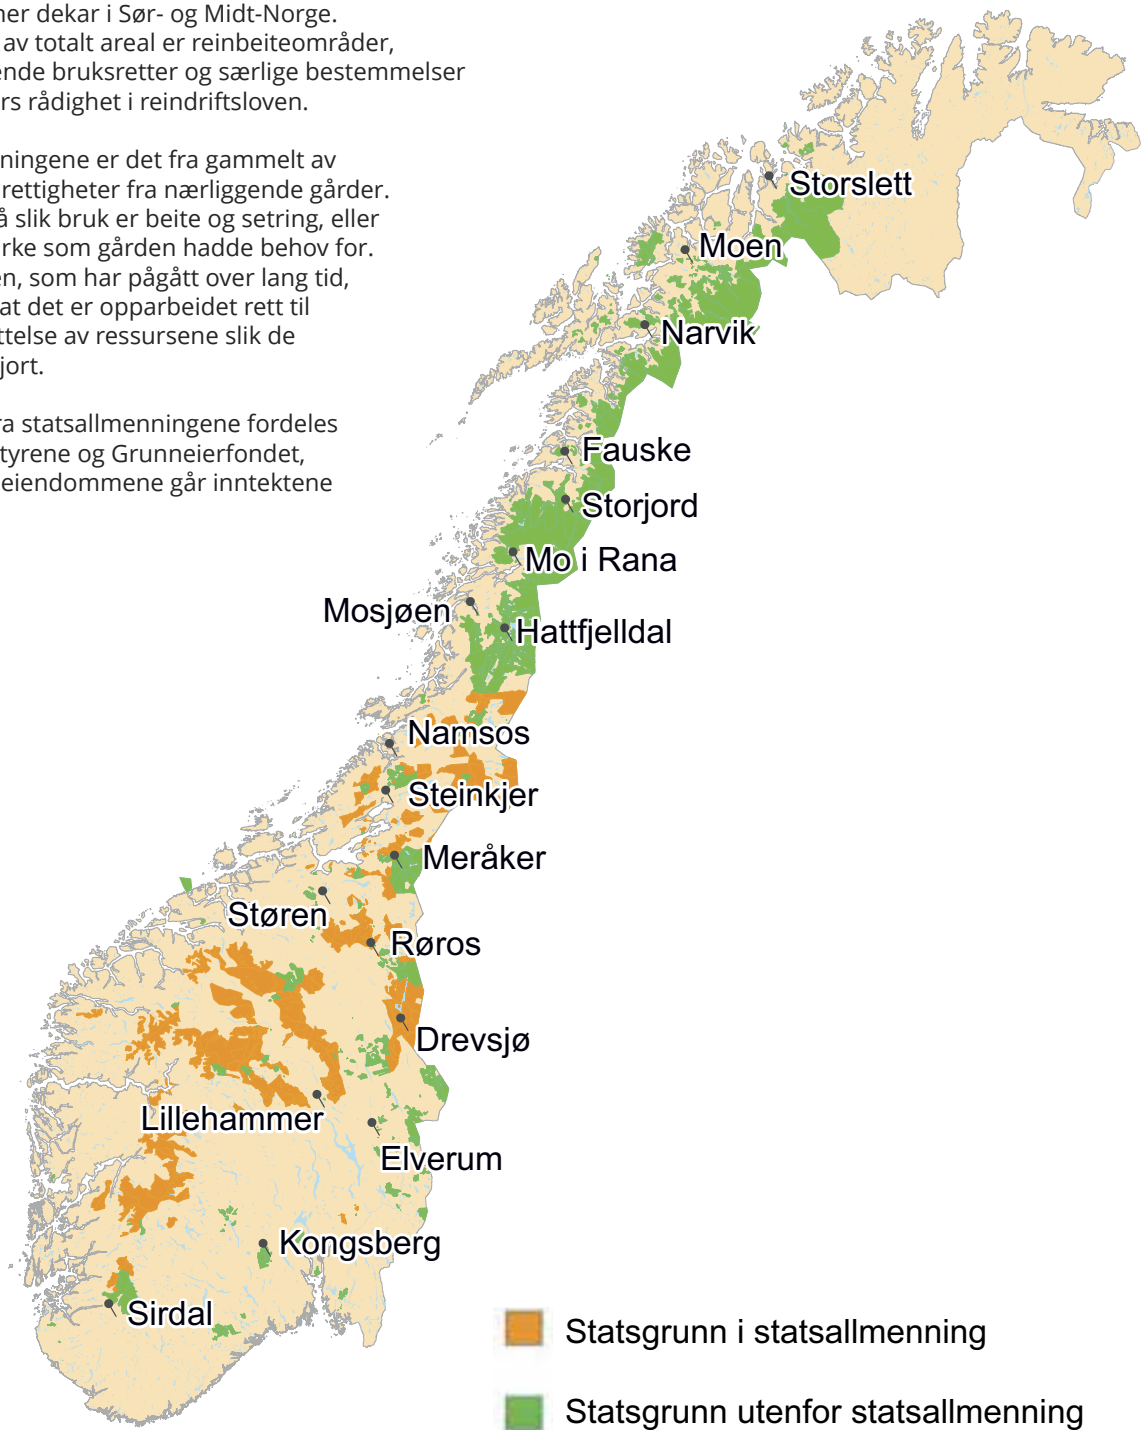 ner dekar i Sør- og Midt-Norge.
av totalt areal er reinbeiteområder,
ende bruksretter og særlige bestemmelser
rs rådighet i reindriftsloven.
ningene er det fra gammelt av
rettigheter fra nærliggende gårder.
å slik bruk er beite og setring, eller
rke som gården hadde behov for.
en, som har pågått over lang tid,
at det er opparbeidet rett til
ttelse av ressursene slik de
jort.
ra statsallmenningene fordeles
tyrene og Grunneierfondet,
eiendommene går inntektene
Storslett
Moen
Narvik
Fauske
Storjord
Mo i Rana
Mosjøen
Hattfjelldal
Namsos
Steinkjer
Meråker
Støren
Røros
Drevsjø
Lillehammer
Elverum
Kongsberg
Sirdal
Statsgrunn i statsallmenning
Statsgrunn utenfor statsallmenning